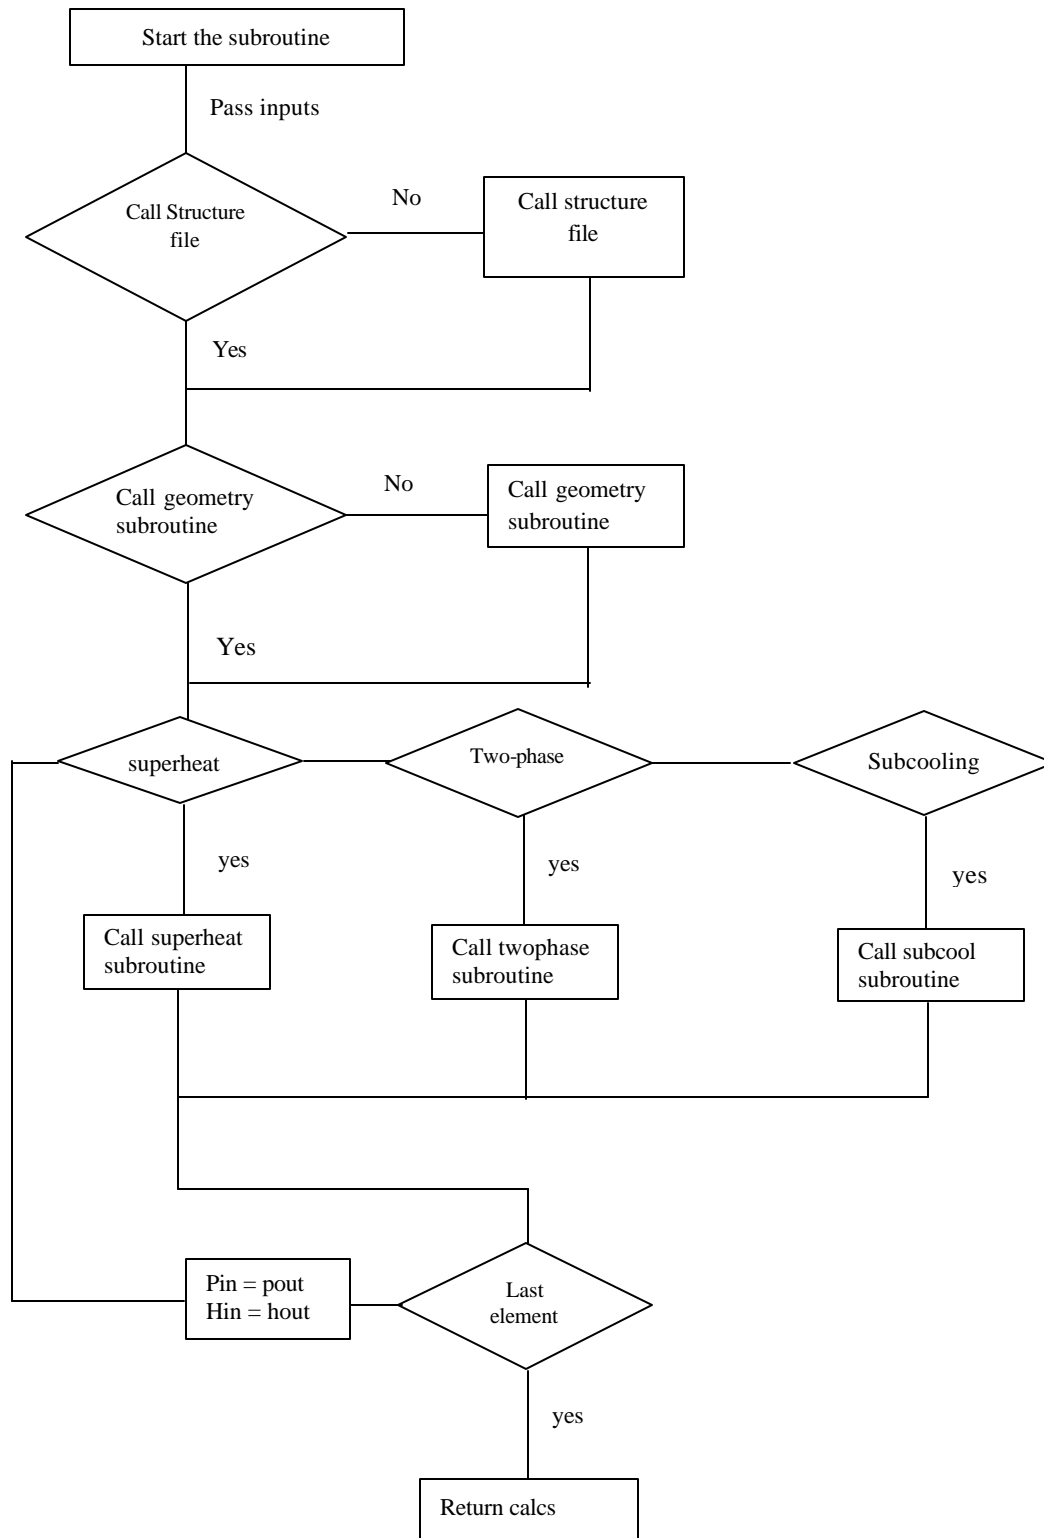 Start the subroutine
Pass inputs
Call Structure
file
No
Call structure
file
Yes
Call geometry
subroutine
No
Call geometry
subroutine
Yes
superheat
Two-phase
Subcooling
yes
yes
yes
Call superheat
subroutine
Call twophase
subroutine
Call subcool
subroutine
Pin = pout
Hin = hout
Last
element
yes
Return calcs